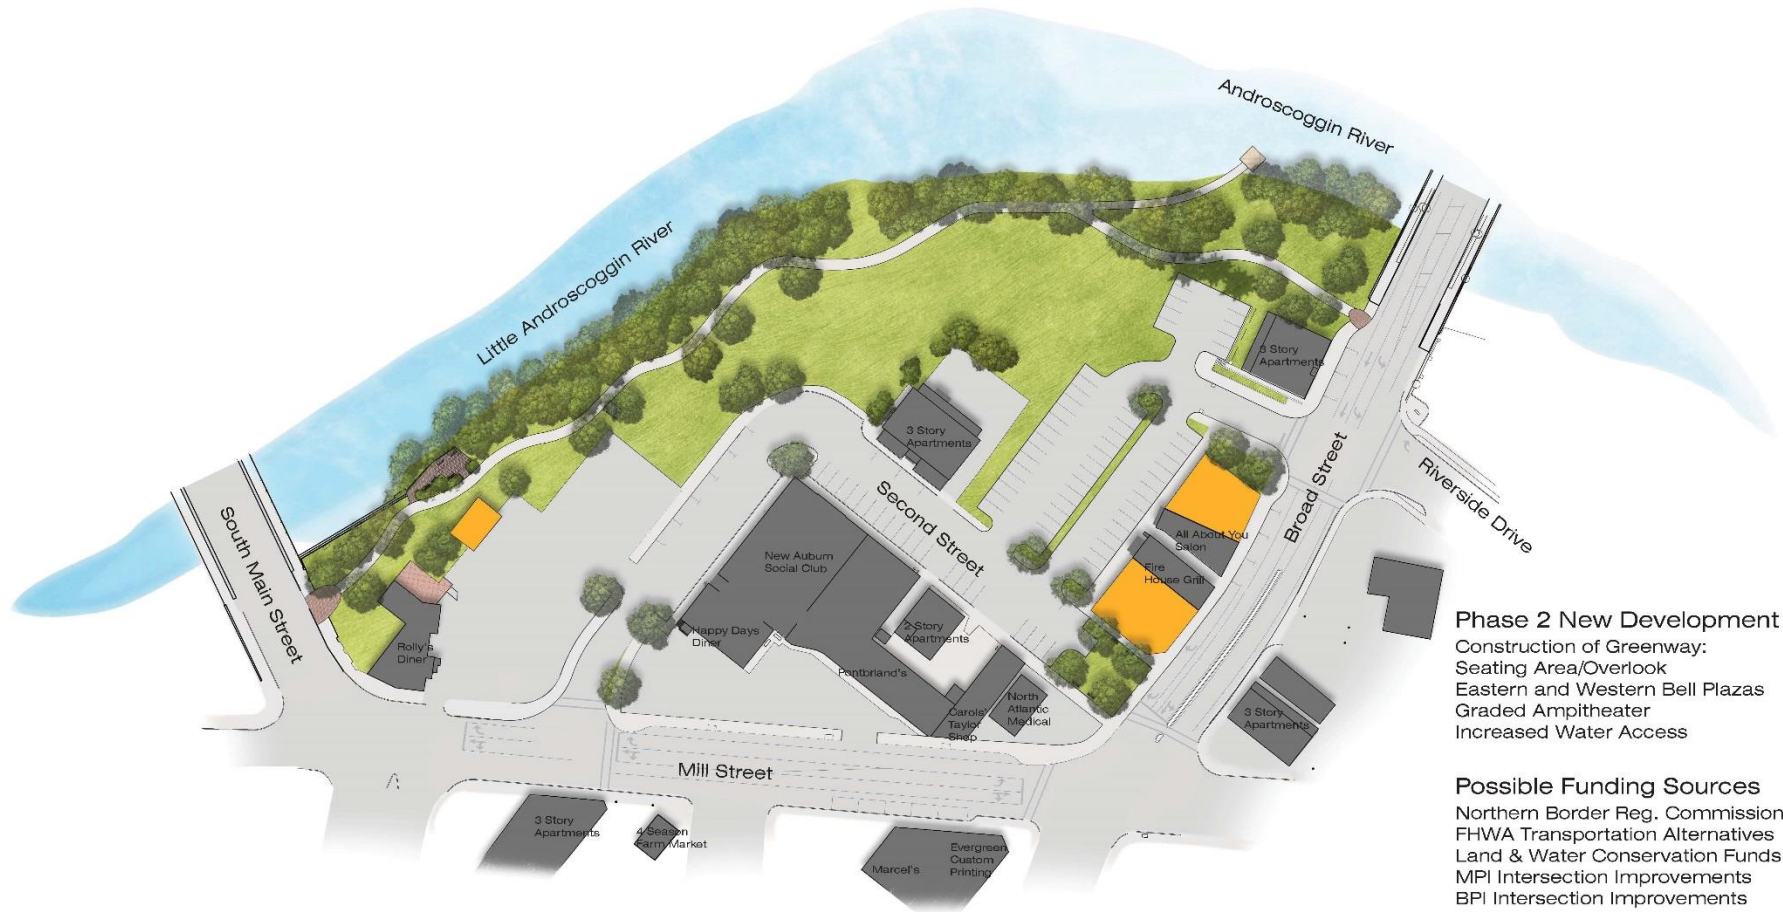 Androscoggin River
Little Androscoggin River
3 Story
Apartments
3 Story
Apartments
South Main Street
Second Street
Broad Street
Riverside Drive
All About You
Salon
Fire
House Grill
New Auburn
Social Club
Happy Days
Diner
2 Story
Apartments
Rolly's
Diner
Pontbriand's
Carols'
Taylor
Shop
North
Atlantic
Medical
3 Story
Apartments
Mill Street
3 Story
Apartments
4 Season
Farm Market
Marcel's
Evergreen
Custom
Printing
Phase 2 New Development
Construction of Greenway:
Seating Area/Overlook
Eastern and Western Bell Plazas
Graded Ampitheater
Increased Water Access
Possible Funding Sources
Northern Border Reg. Commission
FHWA Transportation Alternatives
Land & Water Conservation Funds
MPI Intersection Improvements
BPI Intersection Improvements